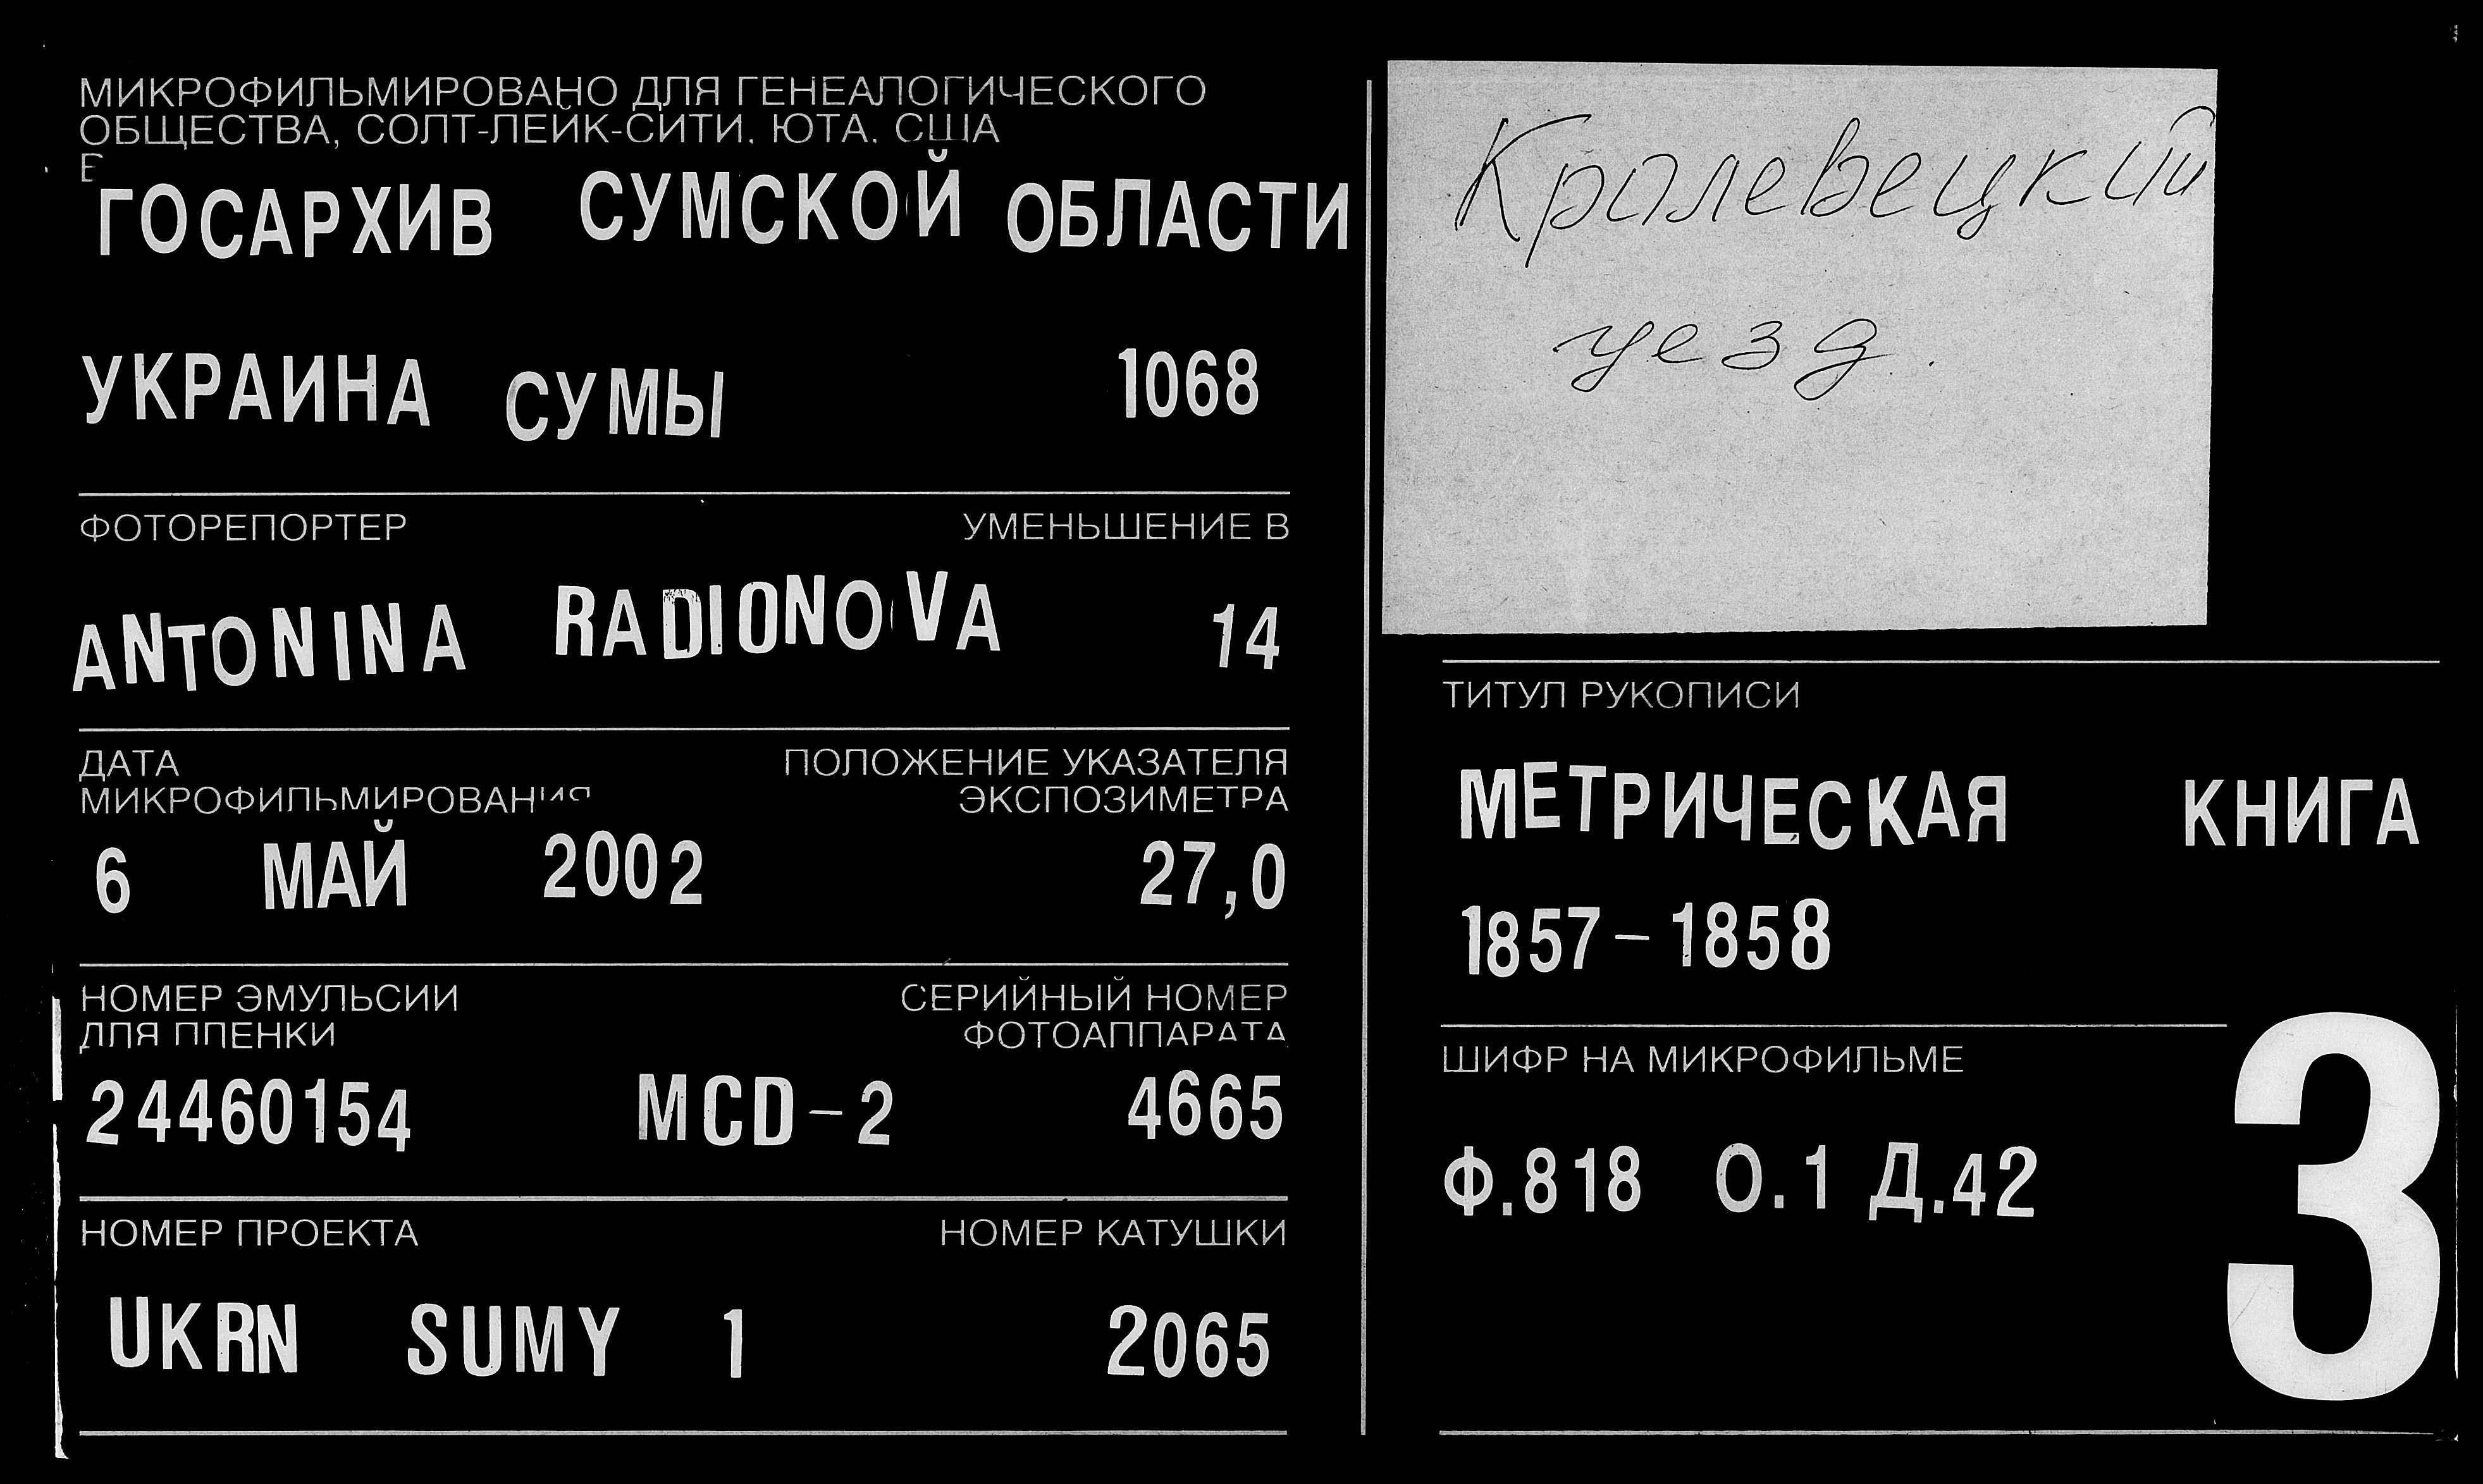 МИКРОФИЛЬМИРОВАНО ДЛЯ ГЕНЕАЛОГИЧЕСКОГО
ОБЩЕСТВА, СОЛТ-ЛЕЙК-СИТИ, ЮТА, США
В
ГОСАРХИВ СУМСКОЙ ОБЛАСТИ
УКРАИНА СУМЫ 1068
ФОТОРЕПОРТЕР УМЕНЬШЕНИЕ В
ANTONINA RADIONOVA 14
ДАТА ПОЛОЖЕНИЕ УКАЗАТЕЛЯ
МИКРОФИЛЬМИРОВАНИЯ ЭКСПОЗИМЕТРА
6 МАЙ 2002 27,0
НОМЕР ЭМУЛЬСИИ СЕРИЙНЫЙ НОМЕР
ДЛЯ ПЛЕНКИ ФОТОАППАРАТА
24460154 MCD-2 4665
НОМЕР ПРОЕКТА НОМЕР КАТУШКИ
UKRN SUMY 1 2065
Кролевецкий
уезд.
ТИТУЛ РУКОПИСИ
МЕТРИЧЕСКАЯ КНИГА
1857-1858
ШИФР НА МИКРОФИЛЬМЕ
Ф.818 О.1 Д.42
3